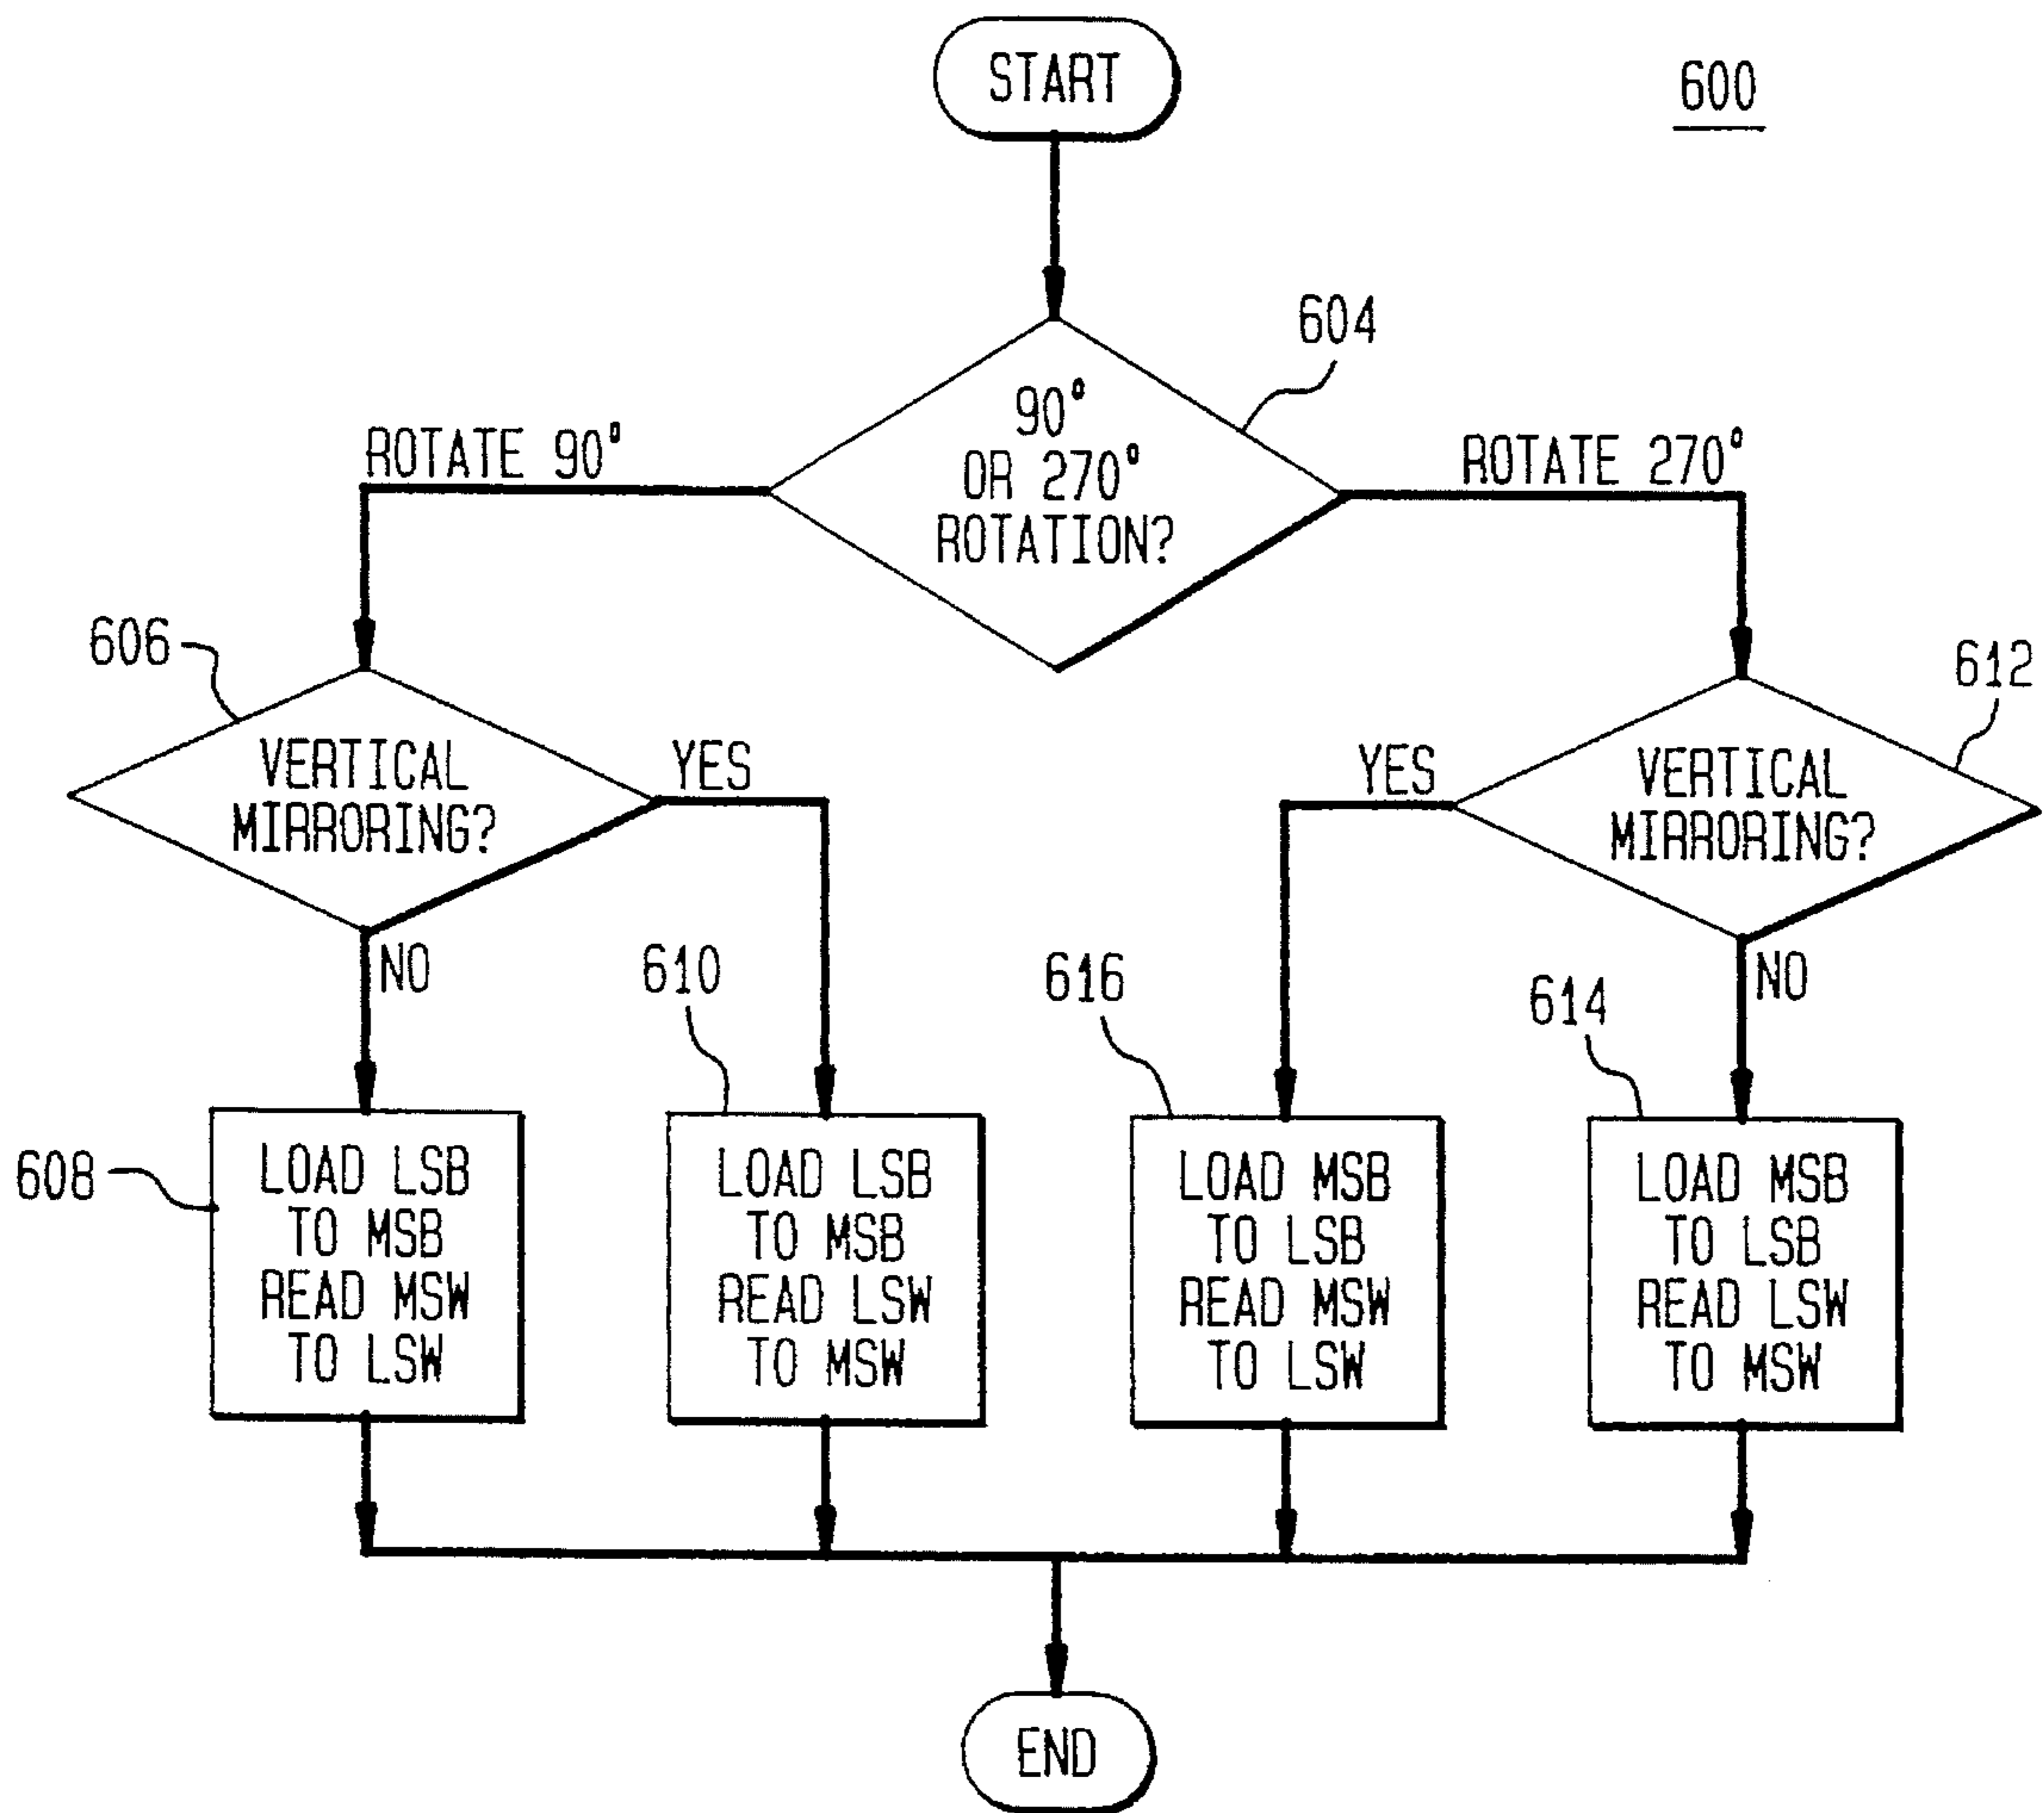 START
600
604
90°
OR 270°
ROTATION?
ROTATE 90°
ROTATE 270°
606
VERTICAL
MIRRORING?
YES
NO
612
VERTICAL
MIRRORING?
YES
NO
608
LOAD LSB
TO MSB
READ MSW
TO LSW
610
LOAD LSB
TO MSB
READ LSW
TO MSW
616
LOAD MSB
TO LSB
READ MSW
TO LSW
614
LOAD MSB
TO LSB
READ LSW
TO MSW
END